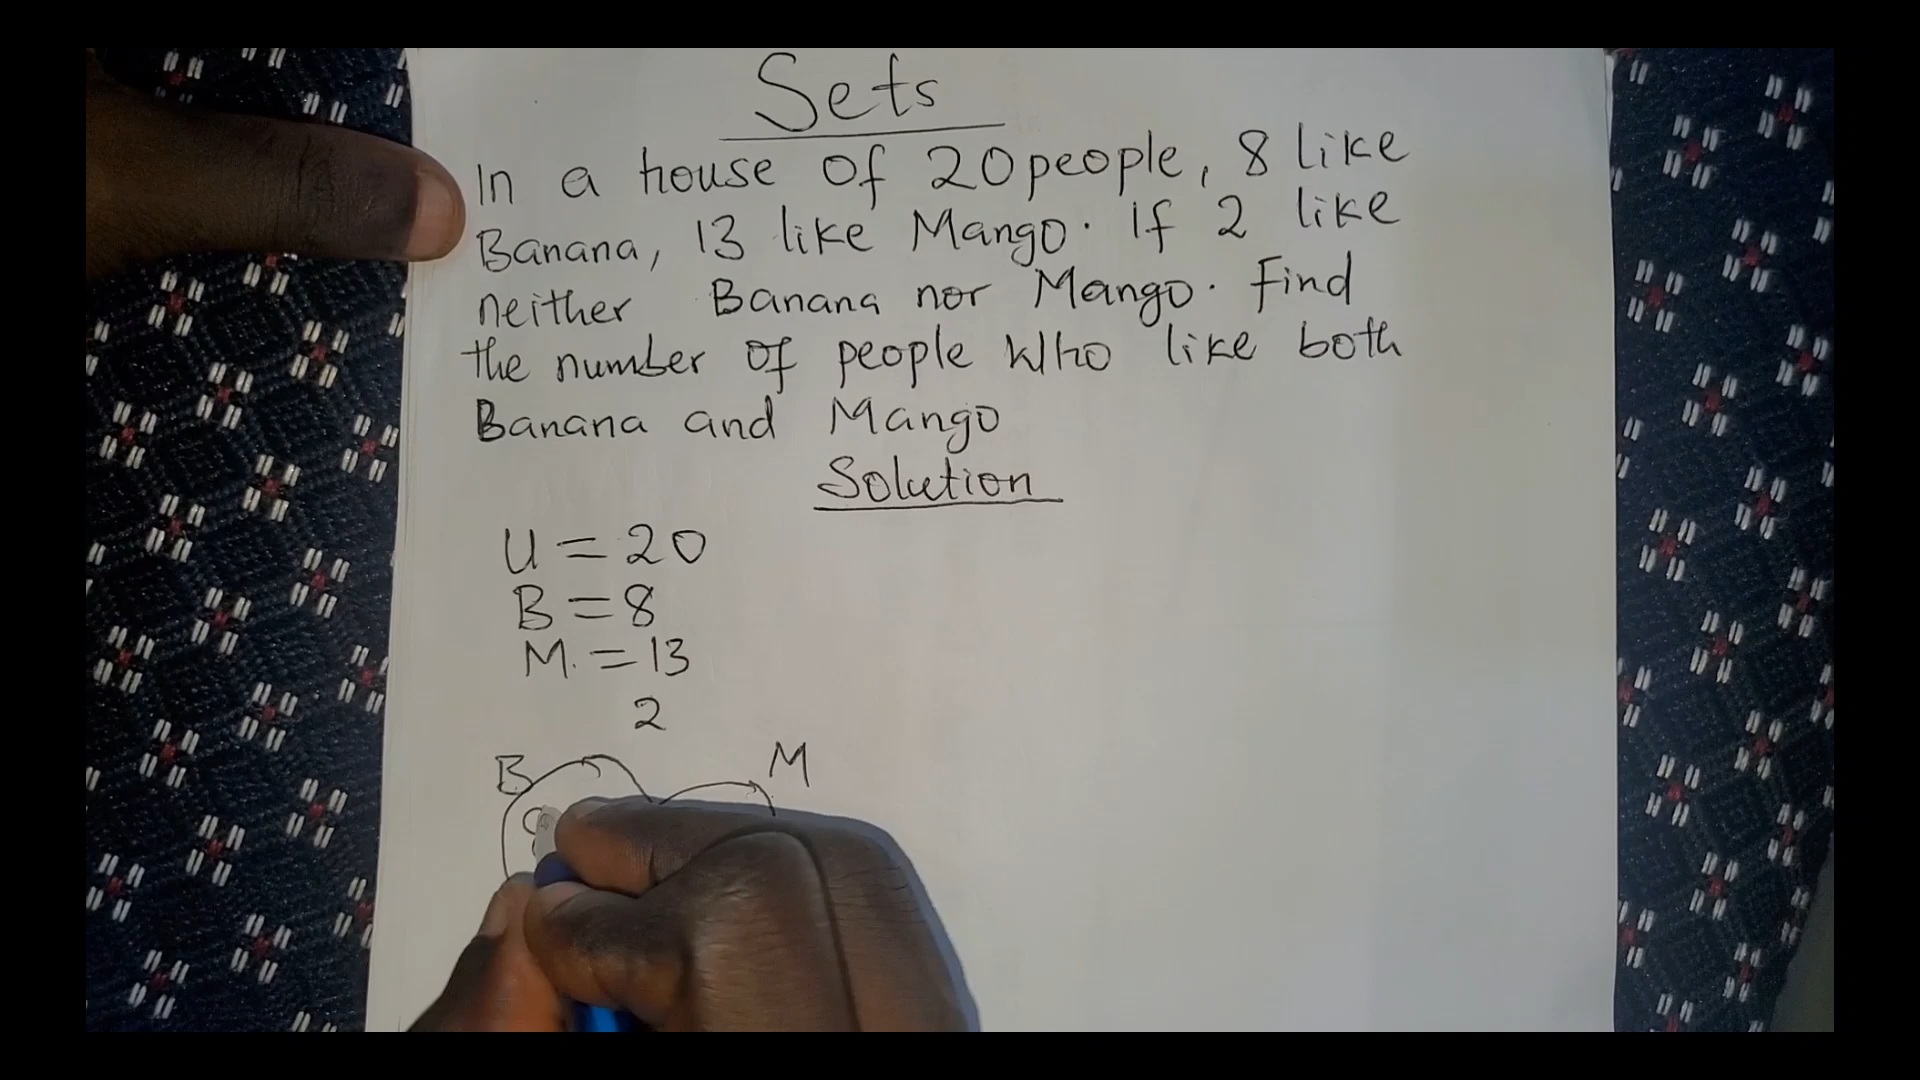 Sets
In a house of 20 people, 8 like
Banana, 13 like Mango. If 2 like
neither Banana nor Mango. Find
the number of people who like both
Banana and Mango
Solution
U = 20
B = 8
M. = 13
2
B M